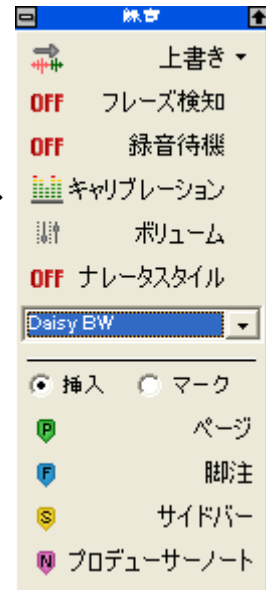 録音
上書き
OFF フレーズ検知
OFF 録音待機
キャリブレーション
ボリューム
OFF ナレータスタイル
Daisy BW
挿入 マーク
P ページ
F 脚注
S サイドバー
N プロデューサーノート